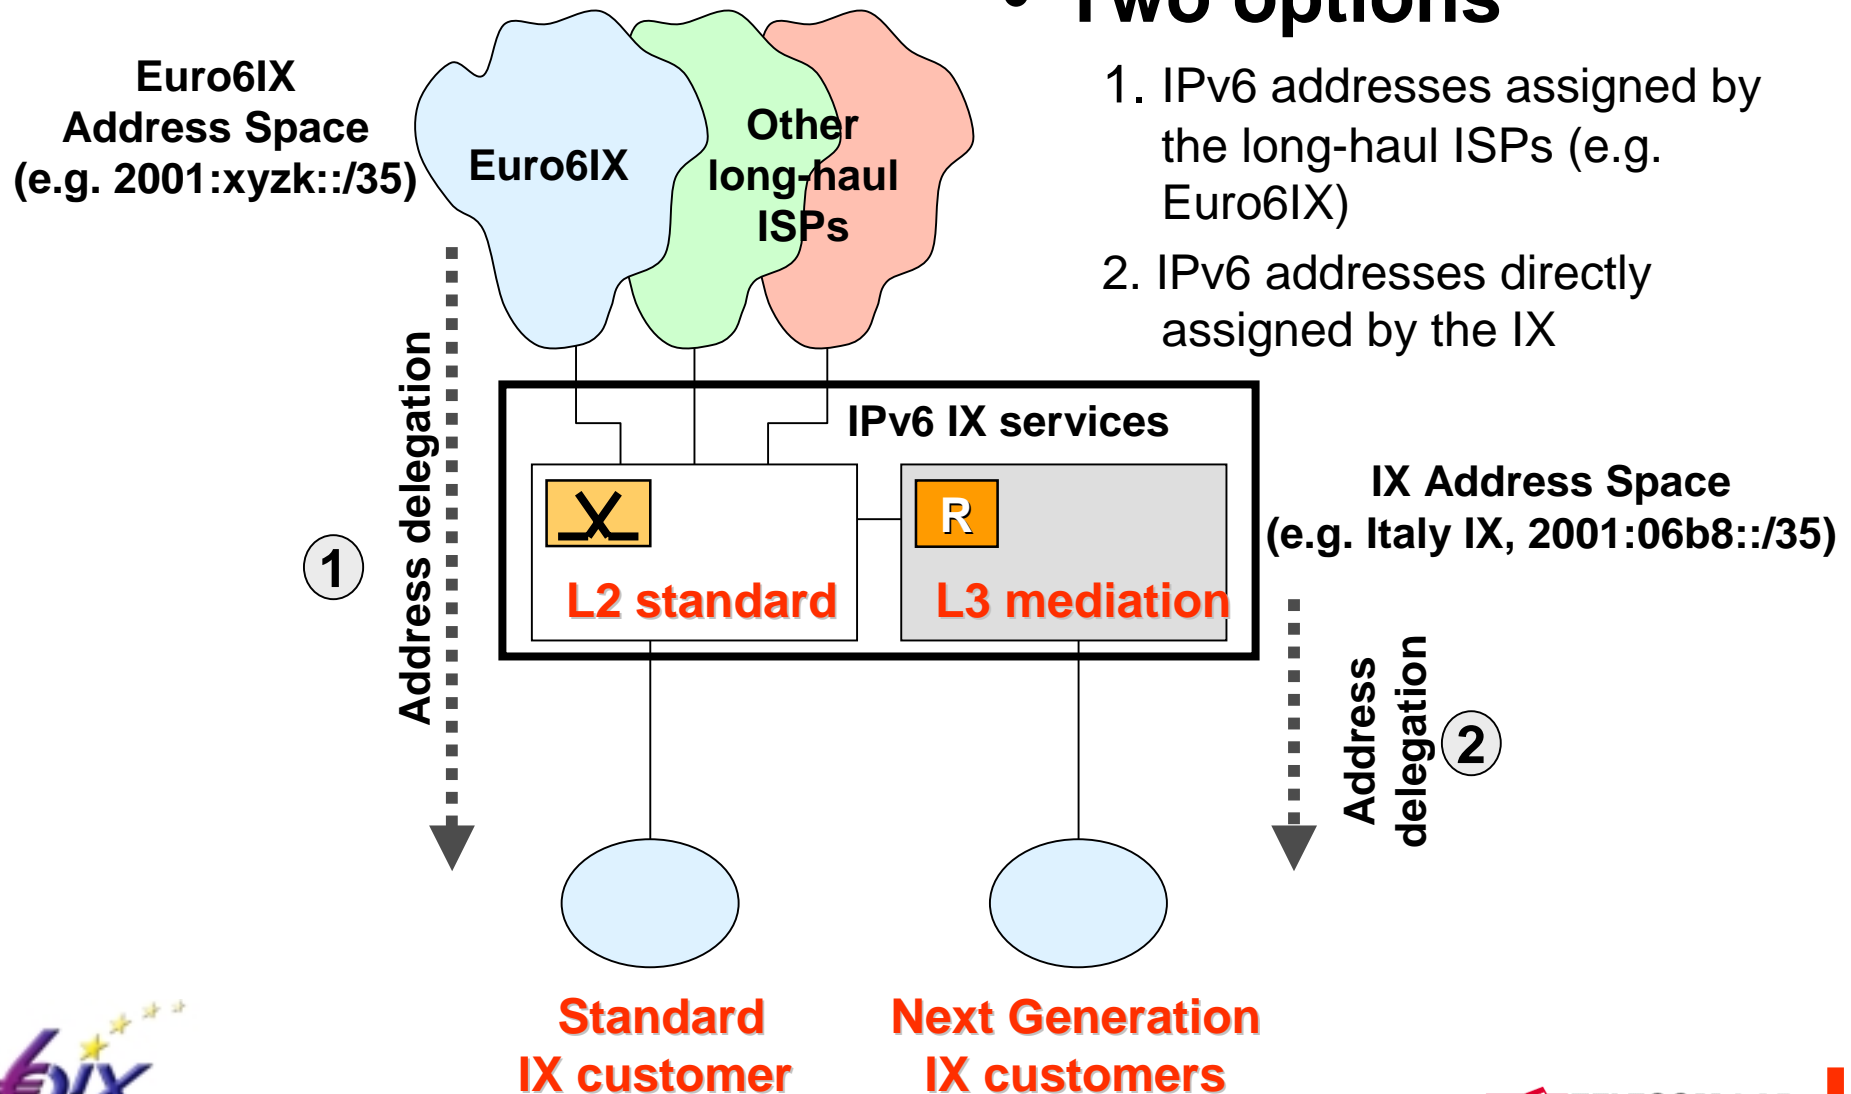 • Two options
1. IPv6 addresses assigned by
the long-haul ISPs (e.g.
Euro6IX)
2. IPv6 addresses directly
assigned by the IX
Euro6IX
Address Space
(e.g. 2001:xyzk::/35)
Euro6IX
Other
long-haul
ISPs
Address delegation
1
IPv6 IX services
R
L2 standard
L3 mediation
IX Address Space
(e.g. Italy IX, 2001:06b8::/35)
Address
delegation
2
Standard
IX customer
Next Generation
IX customers
6IX